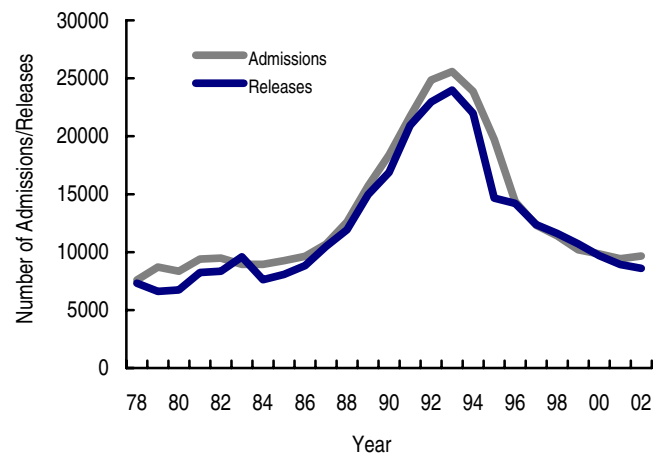 30000
25000
20000
15000
10000
5000
0
Number of Admissions/Releases
Admissions
Releases
78 80 82 84 86 88 90 92 94 96 98 00 02
Year